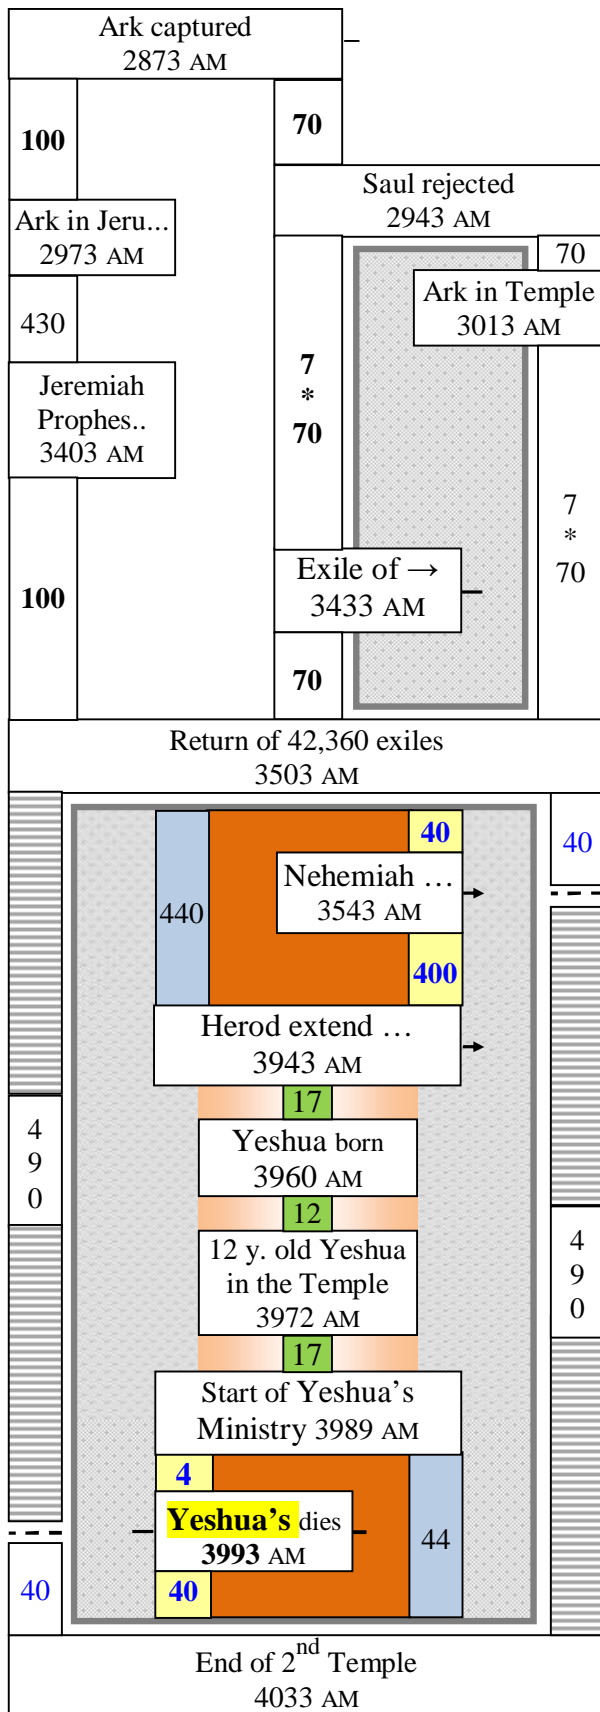 Ark captured
2873 AM
100
70
Saul rejected
2943 AM
Ark in Jeru...
2973 AM
70
Ark in Temple
3013 AM
430
7
*
70
Jeremiah
Prophes..
3403 AM
7
*
70
100
Exile of →
3433 AM
70
Return of 42,360 exiles
3503 AM
40
40
440
Nehemiah …
3543 AM
400
Herod extend …
3943 AM
17
4
9
0
Yeshua born
3960 AM
12
12 y. old Yeshua
in the Temple
3972 AM
4
9
0
17
Start of Yeshua’s
Ministry 3989 AM
4
Yeshua’s dies
3993 AM
44
40
40
End of 2nd Temple
4033 AM